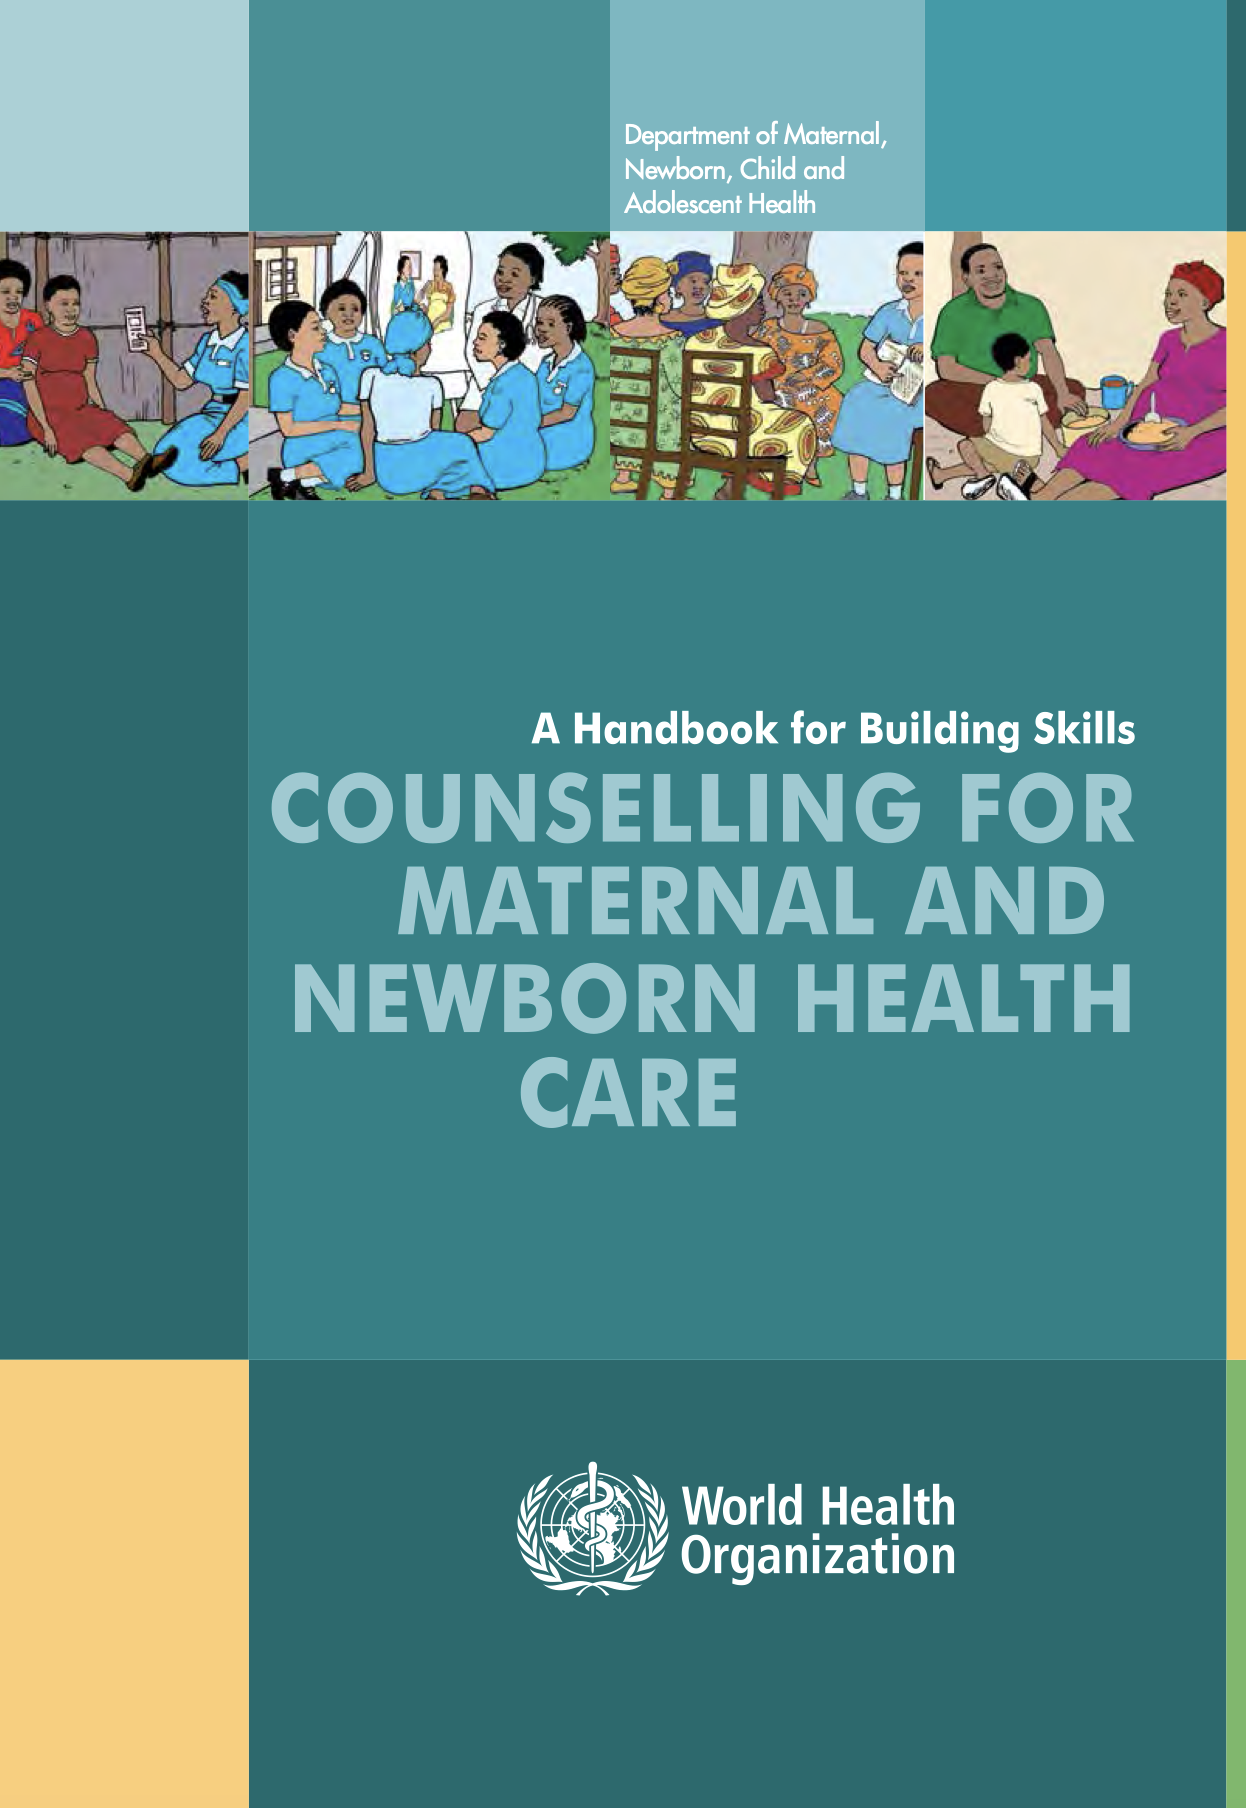 Department of Maternal,
Newborn, Child and
Adolescent Health
A Handbook for Building Skills
COUNSELLING FOR
MATERNAL AND
NEWBORN HEALTH
CARE
World Health
Organization